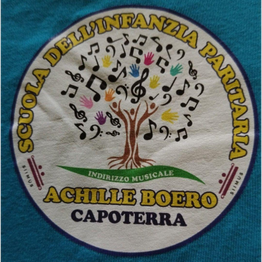 SCUOLA DELL'INFANZIA PARITARIA
INDIRIZZO MUSICALE
ACHILLE BOERO
CAPOTERRA